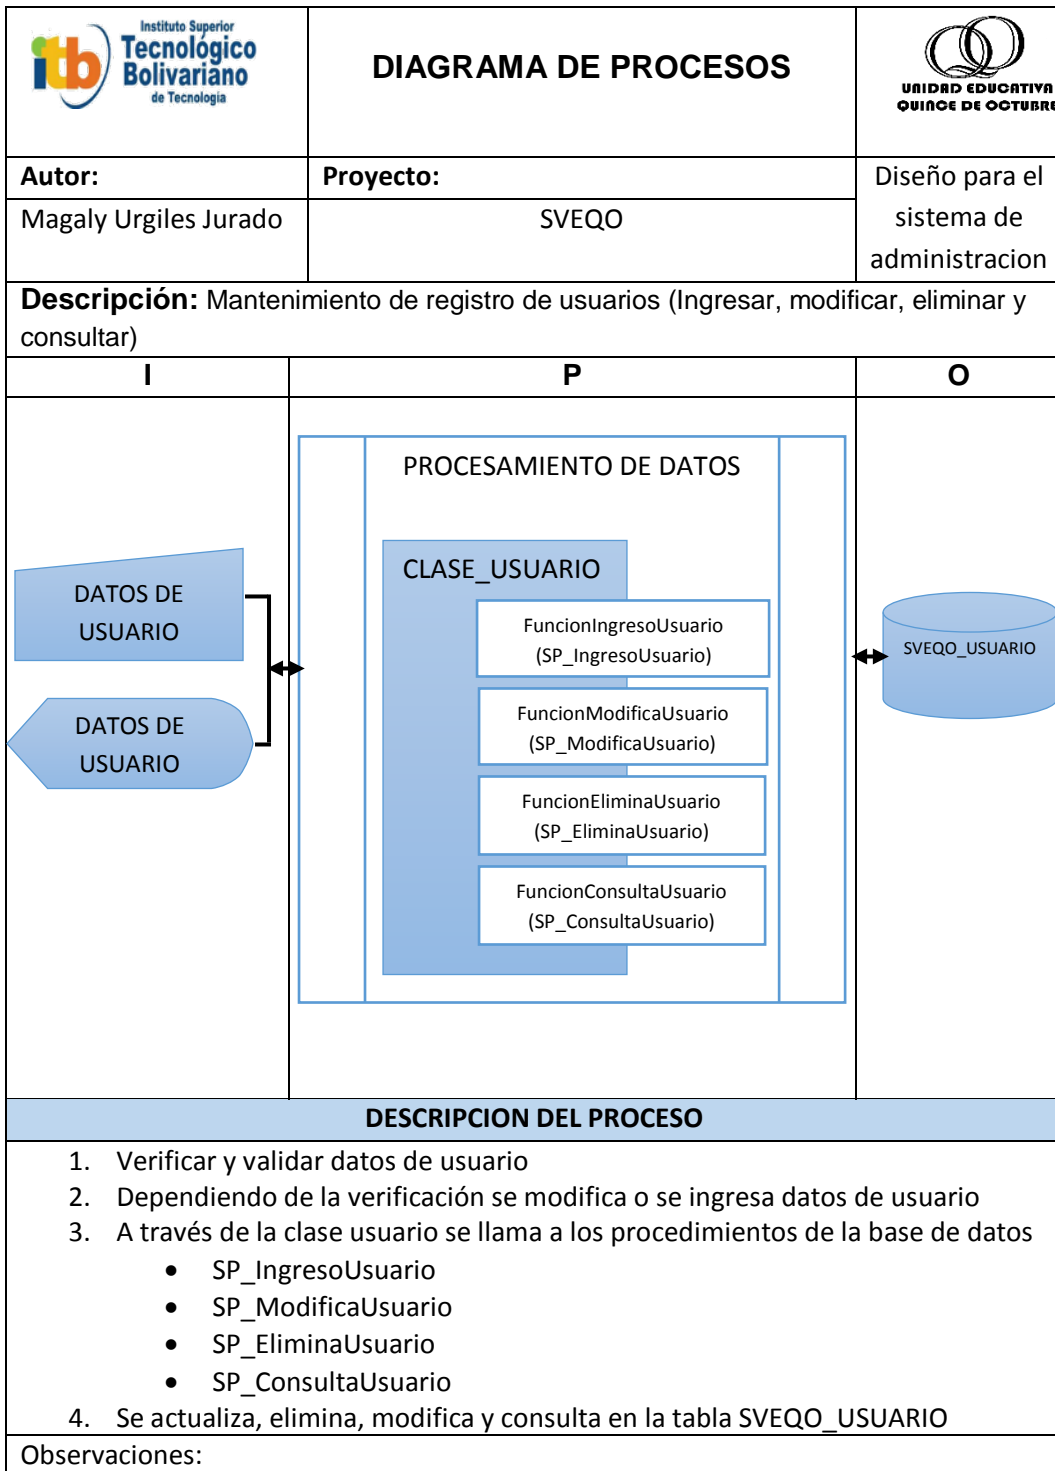 Instituto Superior
Tecnológico
Bolivariano
de Tecnología
itb
DIAGRAMA DE PROCESOS
UNIDAD EDUCATIVA
QUINCE DE OCTUBRE
Autor:
Proyecto:
Diseño para el
sistema de
administracion
Magaly Urgiles Jurado
SVEQO
Descripción: Mantenimiento de registro de usuarios (Ingresar, modificar, eliminar y
consultar)
I
P
O
DATOS DE
USUARIO
DATOS DE
USUARIO
PROCESAMIENTO DE DATOS
CLASE_USUARIO
FuncionIngresoUsuario
(SP_IngresoUsuario)
FuncionModificaUsuario
(SP_ModificaUsuario)
FuncionEliminaUsuario
(SP_EliminaUsuario)
FuncionConsultaUsuario
(SP_ConsultaUsuario)
SVEQO_USUARIO
DESCRIPCION DEL PROCESO
1. Verificar y validar datos de usuario
2. Dependiendo de la verificación se modifica o se ingresa datos de usuario
3. A través de la clase usuario se llama a los procedimientos de la base de datos
• SP_IngresoUsuario
• SP_ModificaUsuario
• SP_EliminaUsuario
• SP_ConsultaUsuario
4. Se actualiza, elimina, modifica y consulta en la tabla SVEQO_USUARIO
Observaciones: